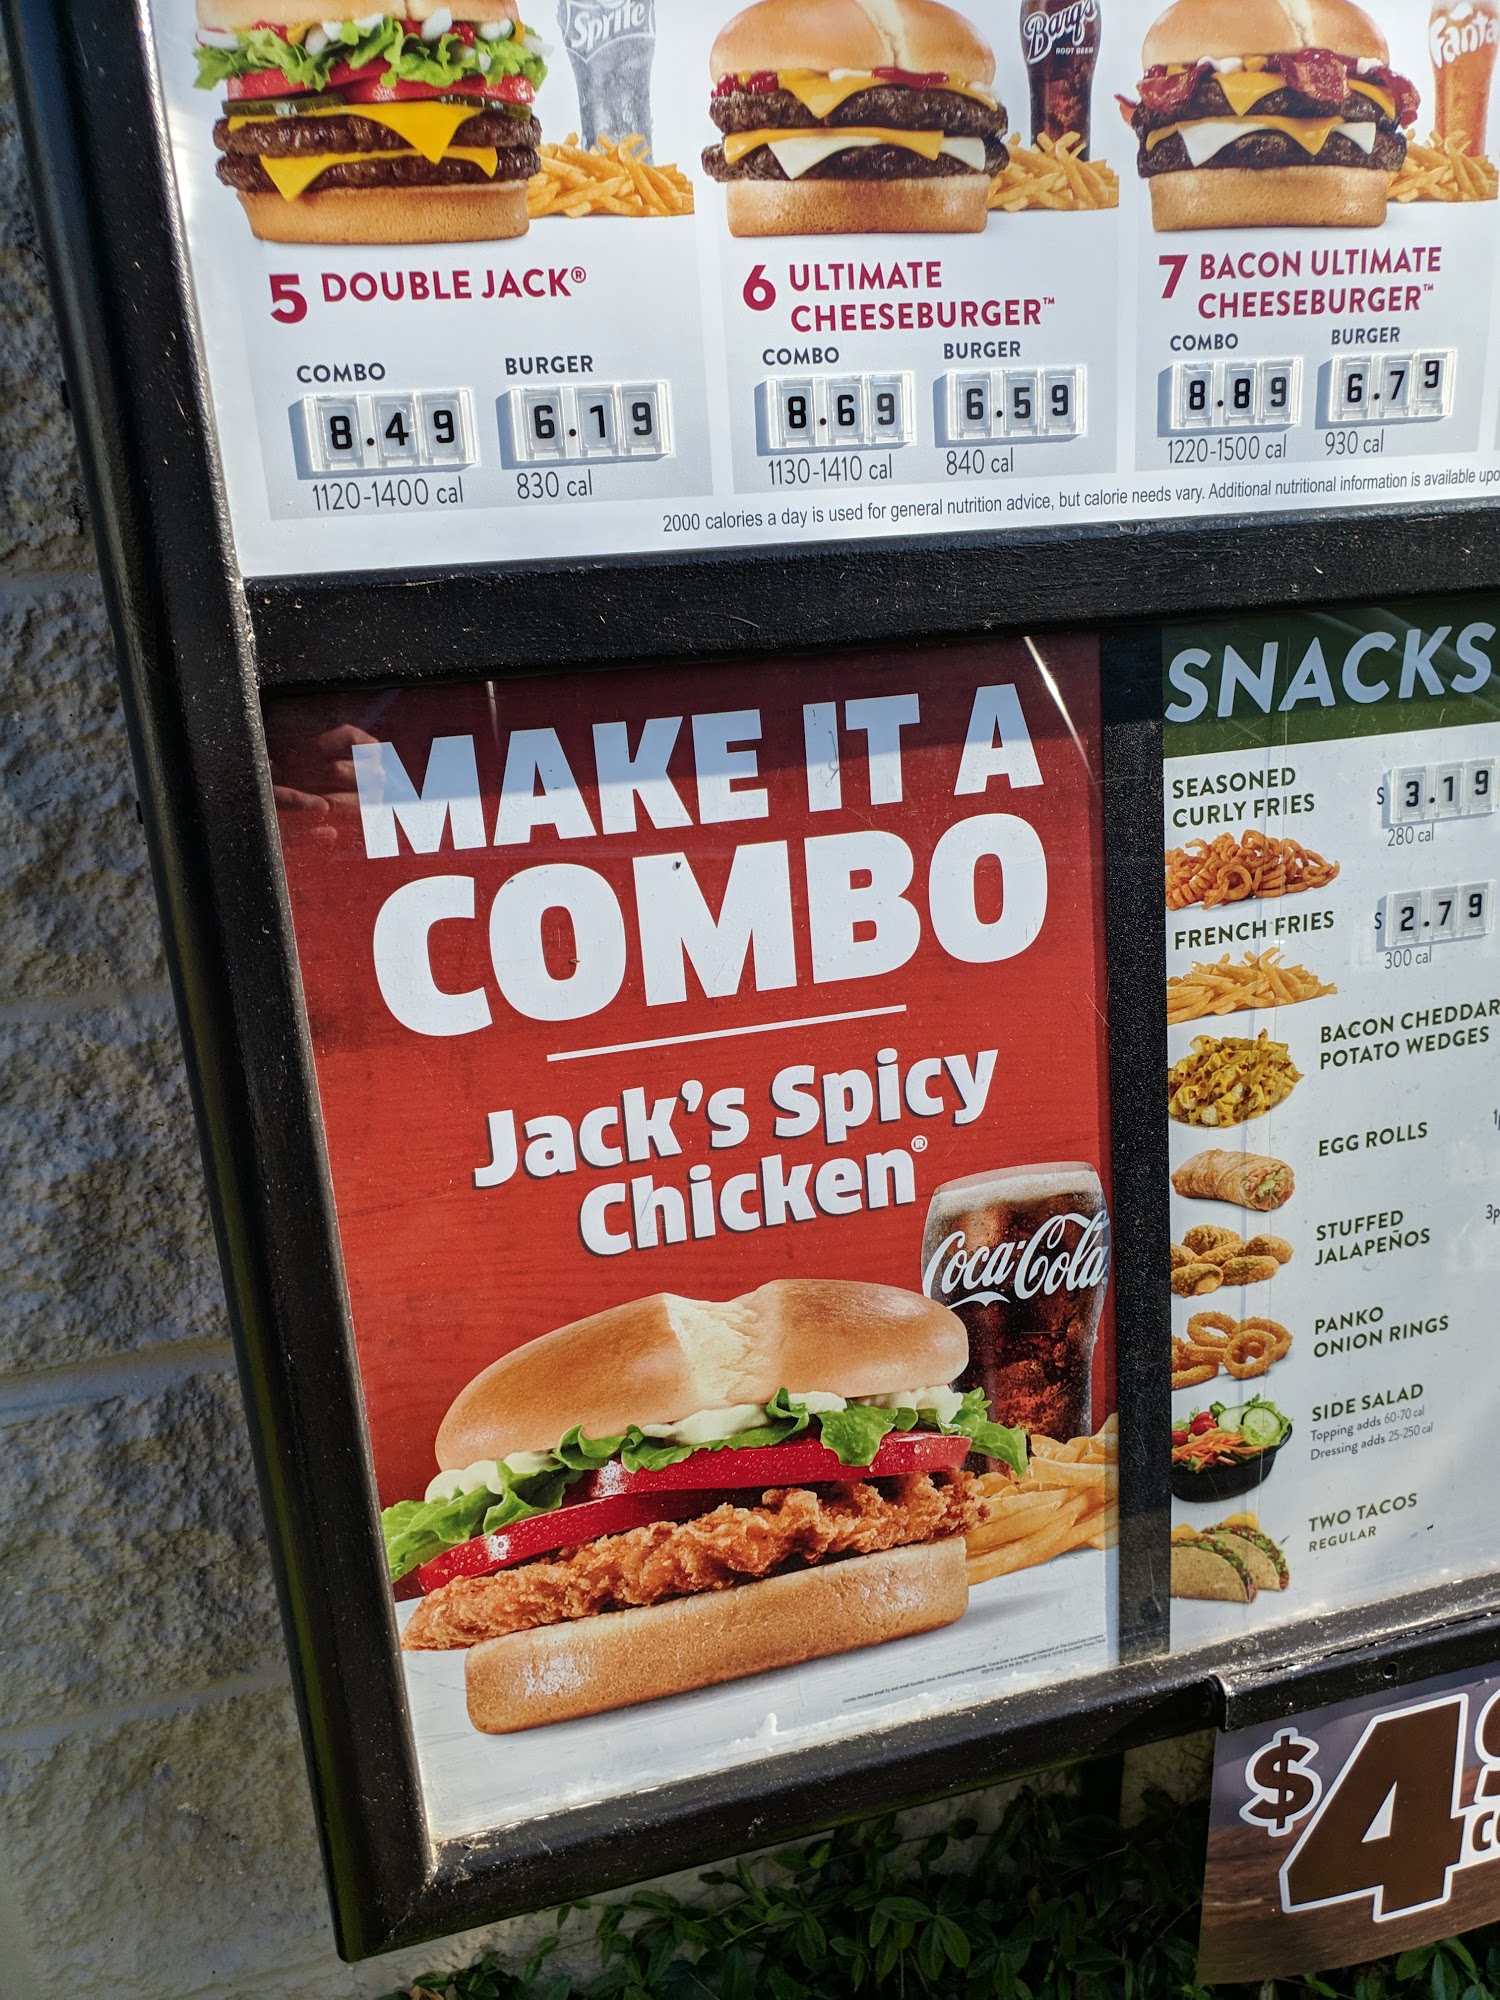 Sprite
Barq's
ROOT BEER
Fanta
5 DOUBLE JACK®
COMBO BURGER
8.49 6.19
1120-1400 cal 830 cal
6 ULTIMATE
CHEESEBURGER™
COMBO BURGER
8.69 6.59
1130-1410 cal 840 cal
7 BACON ULTIMATE
CHEESEBURGER™
COMBO BURGER
8.89 6.79
1220-1500 cal 930 cal
2000 calories a day is used for general nutrition advice, but calorie needs vary. Additional nutritional information is available
MAKE IT A
COMBO
Jack's Spicy
Chicken®
Coca-Cola
SNACKS
SEASONED
CURLY FRIES
$ 3.19
280 cal
FRENCH FRIES
$ 2.79
300 cal
BACON CHEDDAR
POTATO WEDGES
EGG ROLLS
STUFFED
JALAPEÑOS
PANKO
ONION RINGS
SIDE SALAD
Topping adds 60-70 cal
Dressing adds 25-250 cal
TWO TACOS
REGULAR
$4